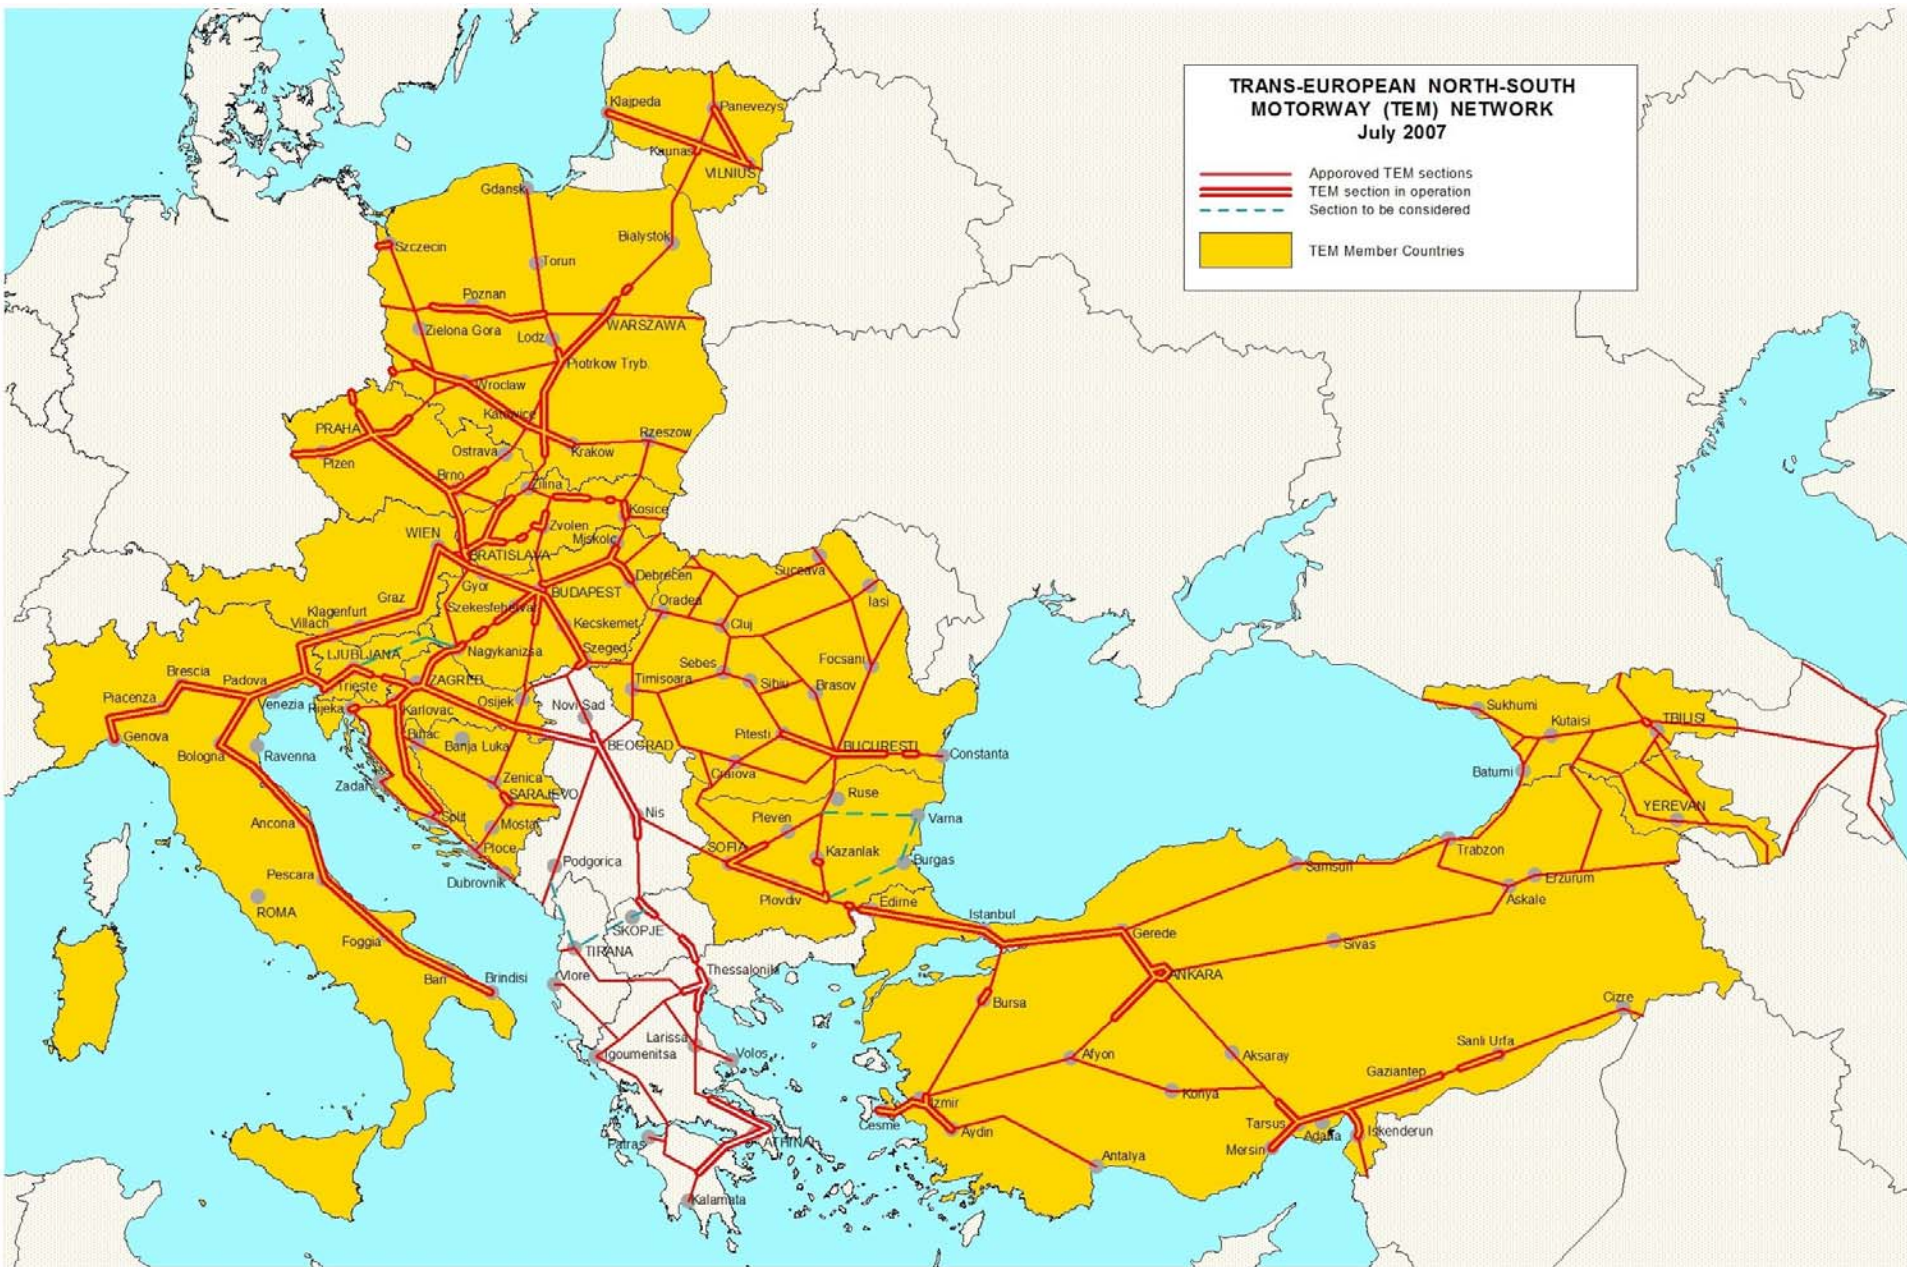 TRANS-EUROPEAN NORTH-SOUTH
MOTORWAY (TEM) NETWORK
July 2007
Apporoved TEM sections
TEM section in operation
Section to be considered
TEM Member Countries
Klajpeda
Panevezys
Kaunas
VILNIUS
Gdansk
Bialystok
Szczecin
Torun
Poznan
WARSZAWA
Zielona Gora
Lodz
Piotrkow Tryb.
Wroclaw
Katowice
PRAHA
Rzeszow
Ostrava
Krakow
Plzen
Brno
Zilina
Kosice
Zvolen
WIEN
Miskolc
BRATISLAVA
Suceava
Gyor
Debrecen
BUDAPEST
Iasi
Graz
Szekesfehervar
Oradea
Klagenfurt
Villach
Kecskemet
Cluj
LJUBLJANA
Nagykanizsa
Szeged
Focsani
Sebes
Brescia
Padova
ZAGREB
Timisoara
Sibiu
Brasov
Trieste
Piacenza
Venezia
Rijeka
Karlovac
Osijek
Novi Sad
Sukhumi
Kutaisi
TBILISI
Genova
Bihac
Banja Luka
BEOGRAD
Pitesti
BUCURESTI
Constanta
Bologna
Ravenna
Craiova
Batumi
Zadar
Zenica
SARAJEVO
Ruse
YEREVAN
Ancona
Split
Mostar
Nis
Pleven
Varna
Ploce
SOFIA
Kazanlak
Burgas
Trabzon
Podgorica
Samsun
Pescara
Dubrovnik
Erzurum
ROMA
Plovdiv
Edirne
Askale
Istanbul
SKOPJE
Gerede
Foggia
TIRANA
Sivas
Bari
Brindisi
Vlore
Thessaloniki
ANKARA
Bursa
Cizre
Larissa
Igoumenitsa
Volos
Afyon
Aksaray
Sanli Urfa
Gaziantep
Konya
Izmir
Cesme
Aydin
Tarsus
Adana
Iskenderun
Patras
ATHINAI
Mersin
Antalya
Kalamata